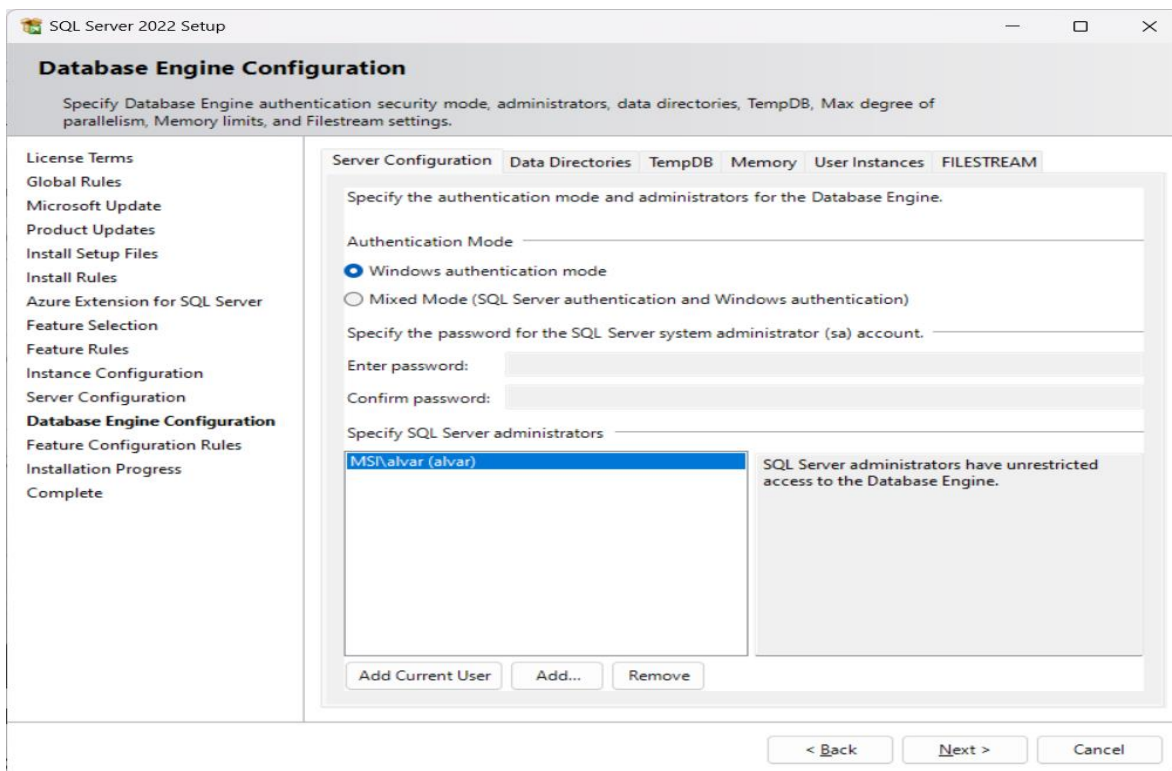 SQL Server 2022 Setup
Database Engine Configuration
Specify Database Engine authentication security mode, administrators, data directories, TempDB, Max degree of
parallelism, Memory limits, and Filestream settings.
License Terms
Global Rules
Microsoft Update
Product Updates
Install Setup Files
Install Rules
Azure Extension for SQL Server
Feature Selection
Feature Rules
Instance Configuration
Server Configuration
Database Engine Configuration
Feature Configuration Rules
Installation Progress
Complete
Server Configuration Data Directories TempDB Memory User Instances FILESTREAM
Specify the authentication mode and administrators for the Database Engine.
Authentication Mode
Windows authentication mode
Mixed Mode (SQL Server authentication and Windows authentication)
Specify the password for the SQL Server system administrator (sa) account.
Enter password:
Confirm password:
Specify SQL Server administrators
MSI\alvar (alvar)
SQL Server administrators have unrestricted
access to the Database Engine.
Add Current User Add... Remove
< Back Next > Cancel